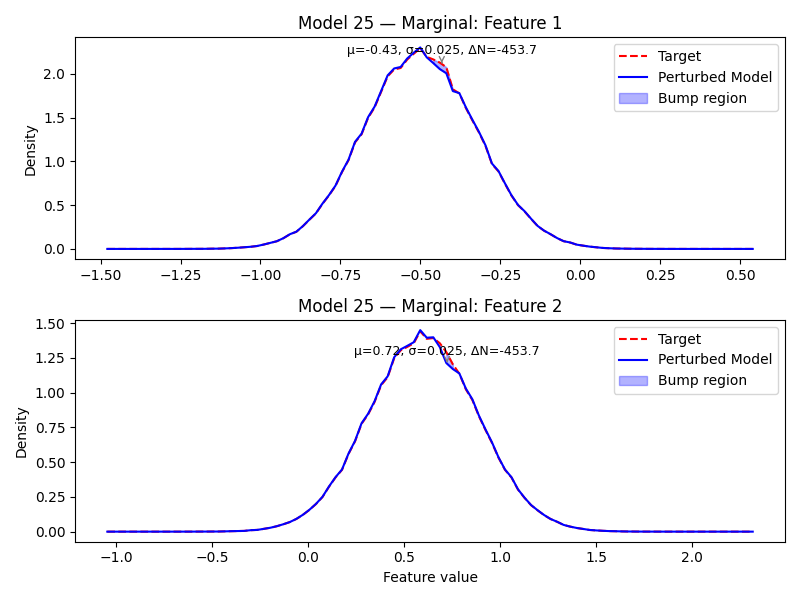 Model 25 — Marginal: Feature 1
μ=-0.43, σ=0.025, ΔN=-453.7
Target
Perturbed Model
Bump region
Density
2.0
1.5
1.0
0.5
0.0
−1.50
−1.25
−1.00
−0.75
−0.50
−0.25
0.00
0.25
0.50
Model 25 — Marginal: Feature 2
μ=0.72, σ=0.025, ΔN=-453.7
Target
Perturbed Model
Bump region
Density
1.50
1.25
1.00
0.75
0.50
0.25
0.00
−1.0
−0.5
0.0
0.5
1.0
1.5
2.0
Feature value